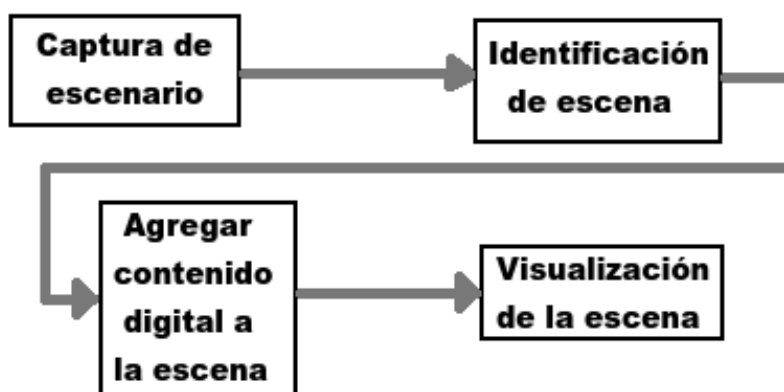 Captura de
escenario
Identificación
de escena
Agregar
contenido
digital a
la escena
Visualización
de la escena